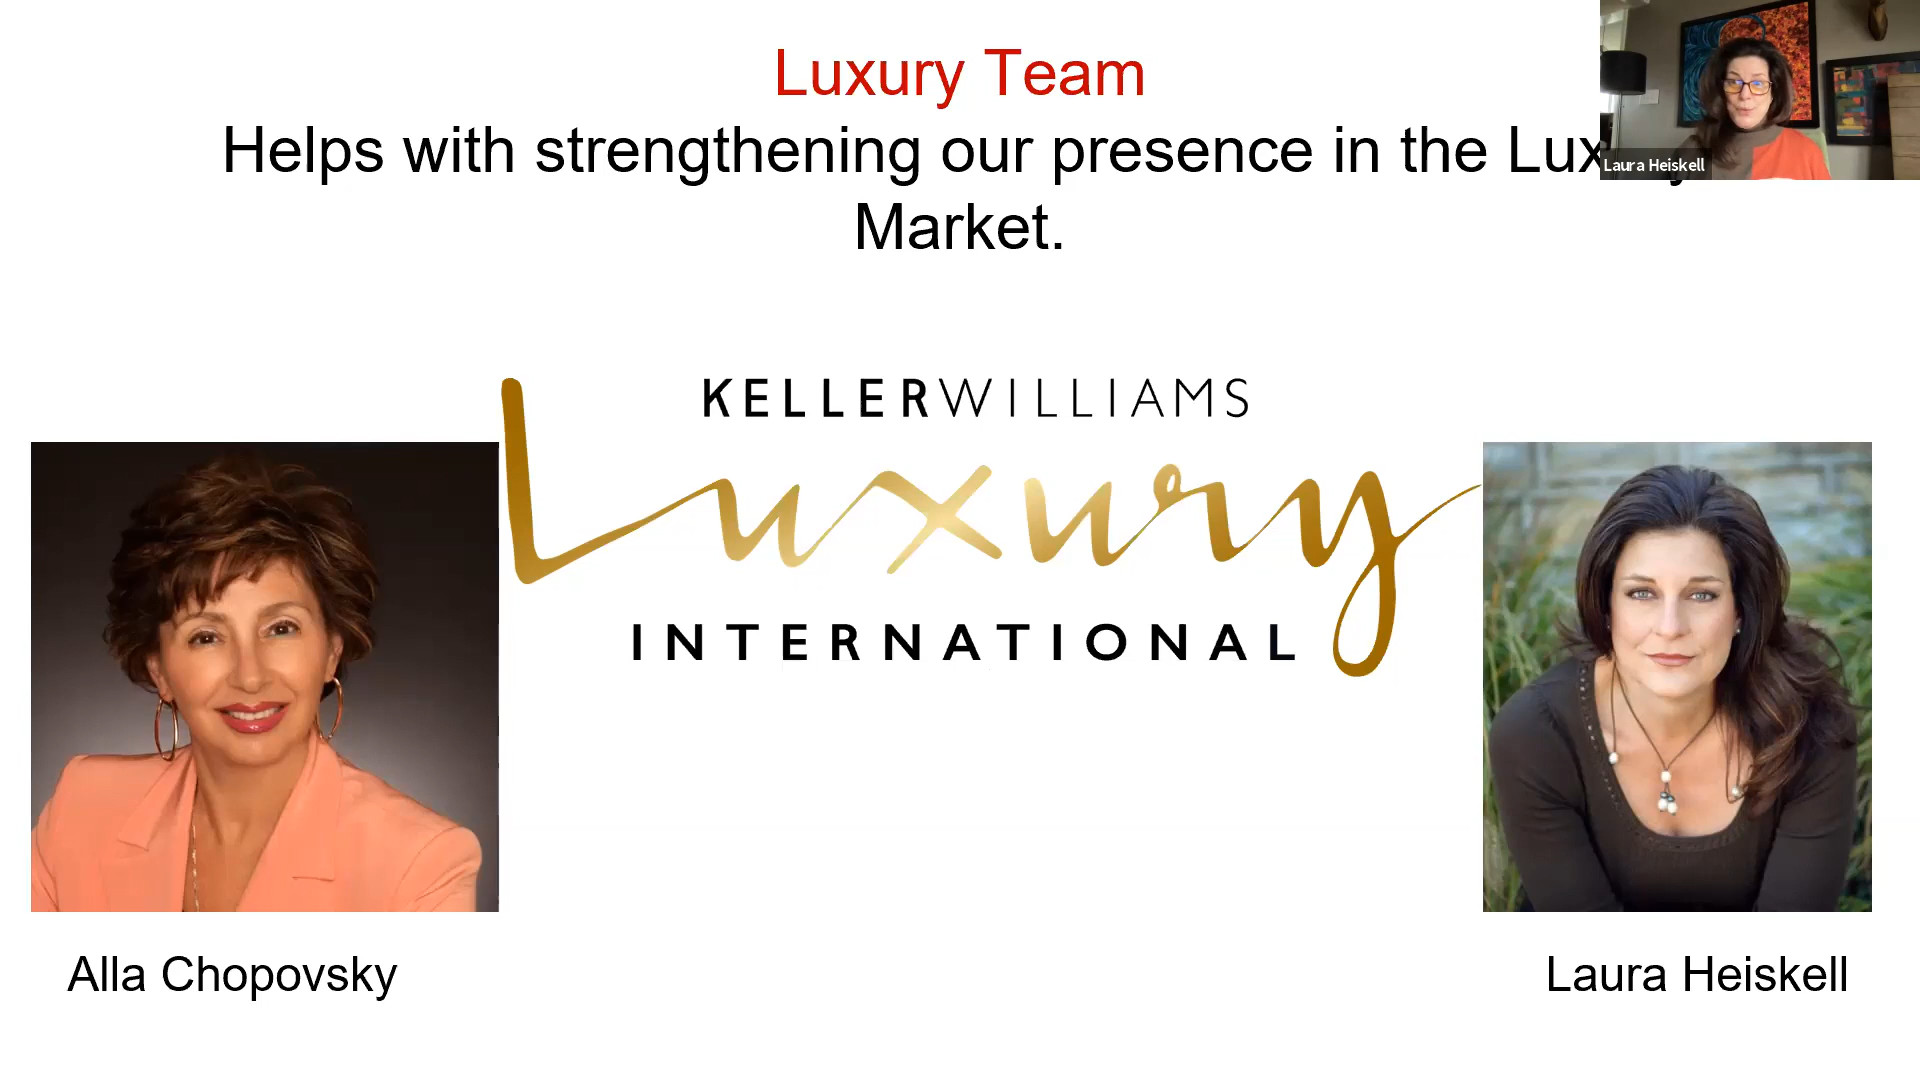 Luxury Team
Helps with strengthening our presence in the Lux
Market.
Laura Heiskell
KELLERWILLIAMS
Luxury
INTERNATIONAL
Alla Chopovsky
Laura Heiskell